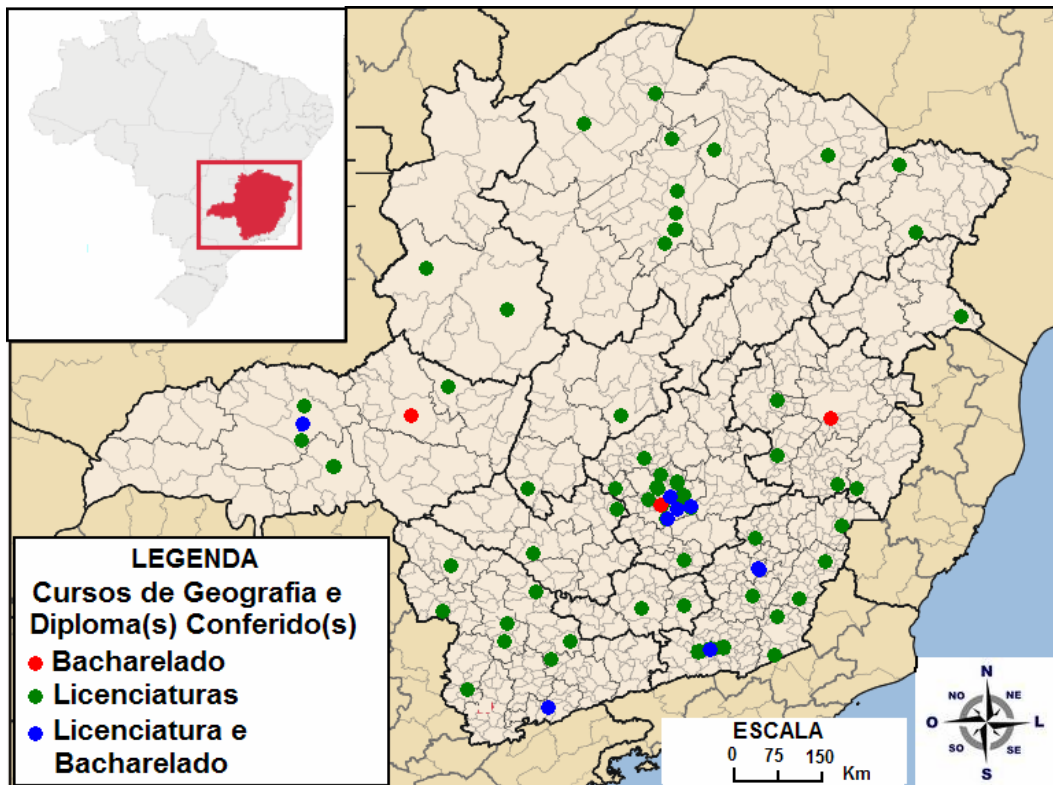 LEGENDA
Cursos de Geografia e
Diploma(s) Conferido(s)
Bacharelado
Licenciaturas
Licenciatura e
Bacharelado
ESCALA
0 75 150
Km
N
NO NE
O L
SO SE
S